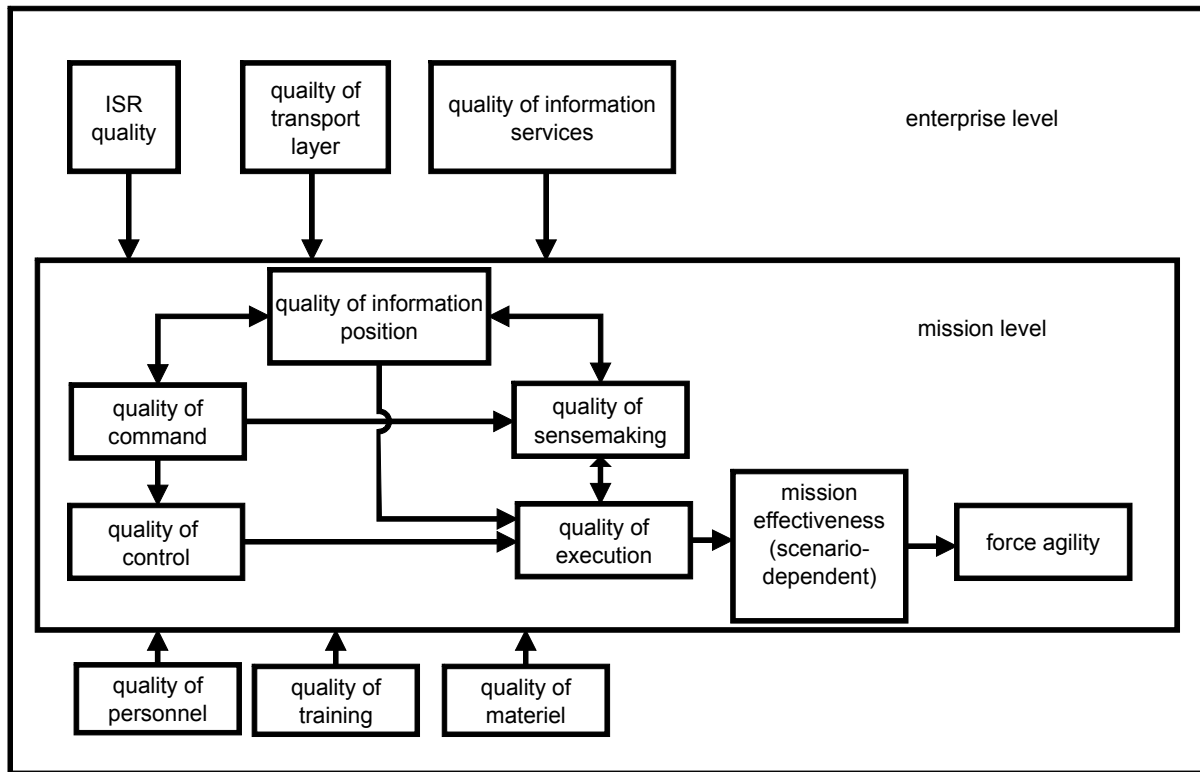 ISR
quality
quailty of
transport
layer
quality of information
services
enterprise level
quality of information
position
mission level
quality of
command
quality of
sensemaking
quality of
control
quality of
execution
mission
effectiveness
(scenario-
dependent)
force agility
quality of
personnel
quality of
training
quality of
materiel